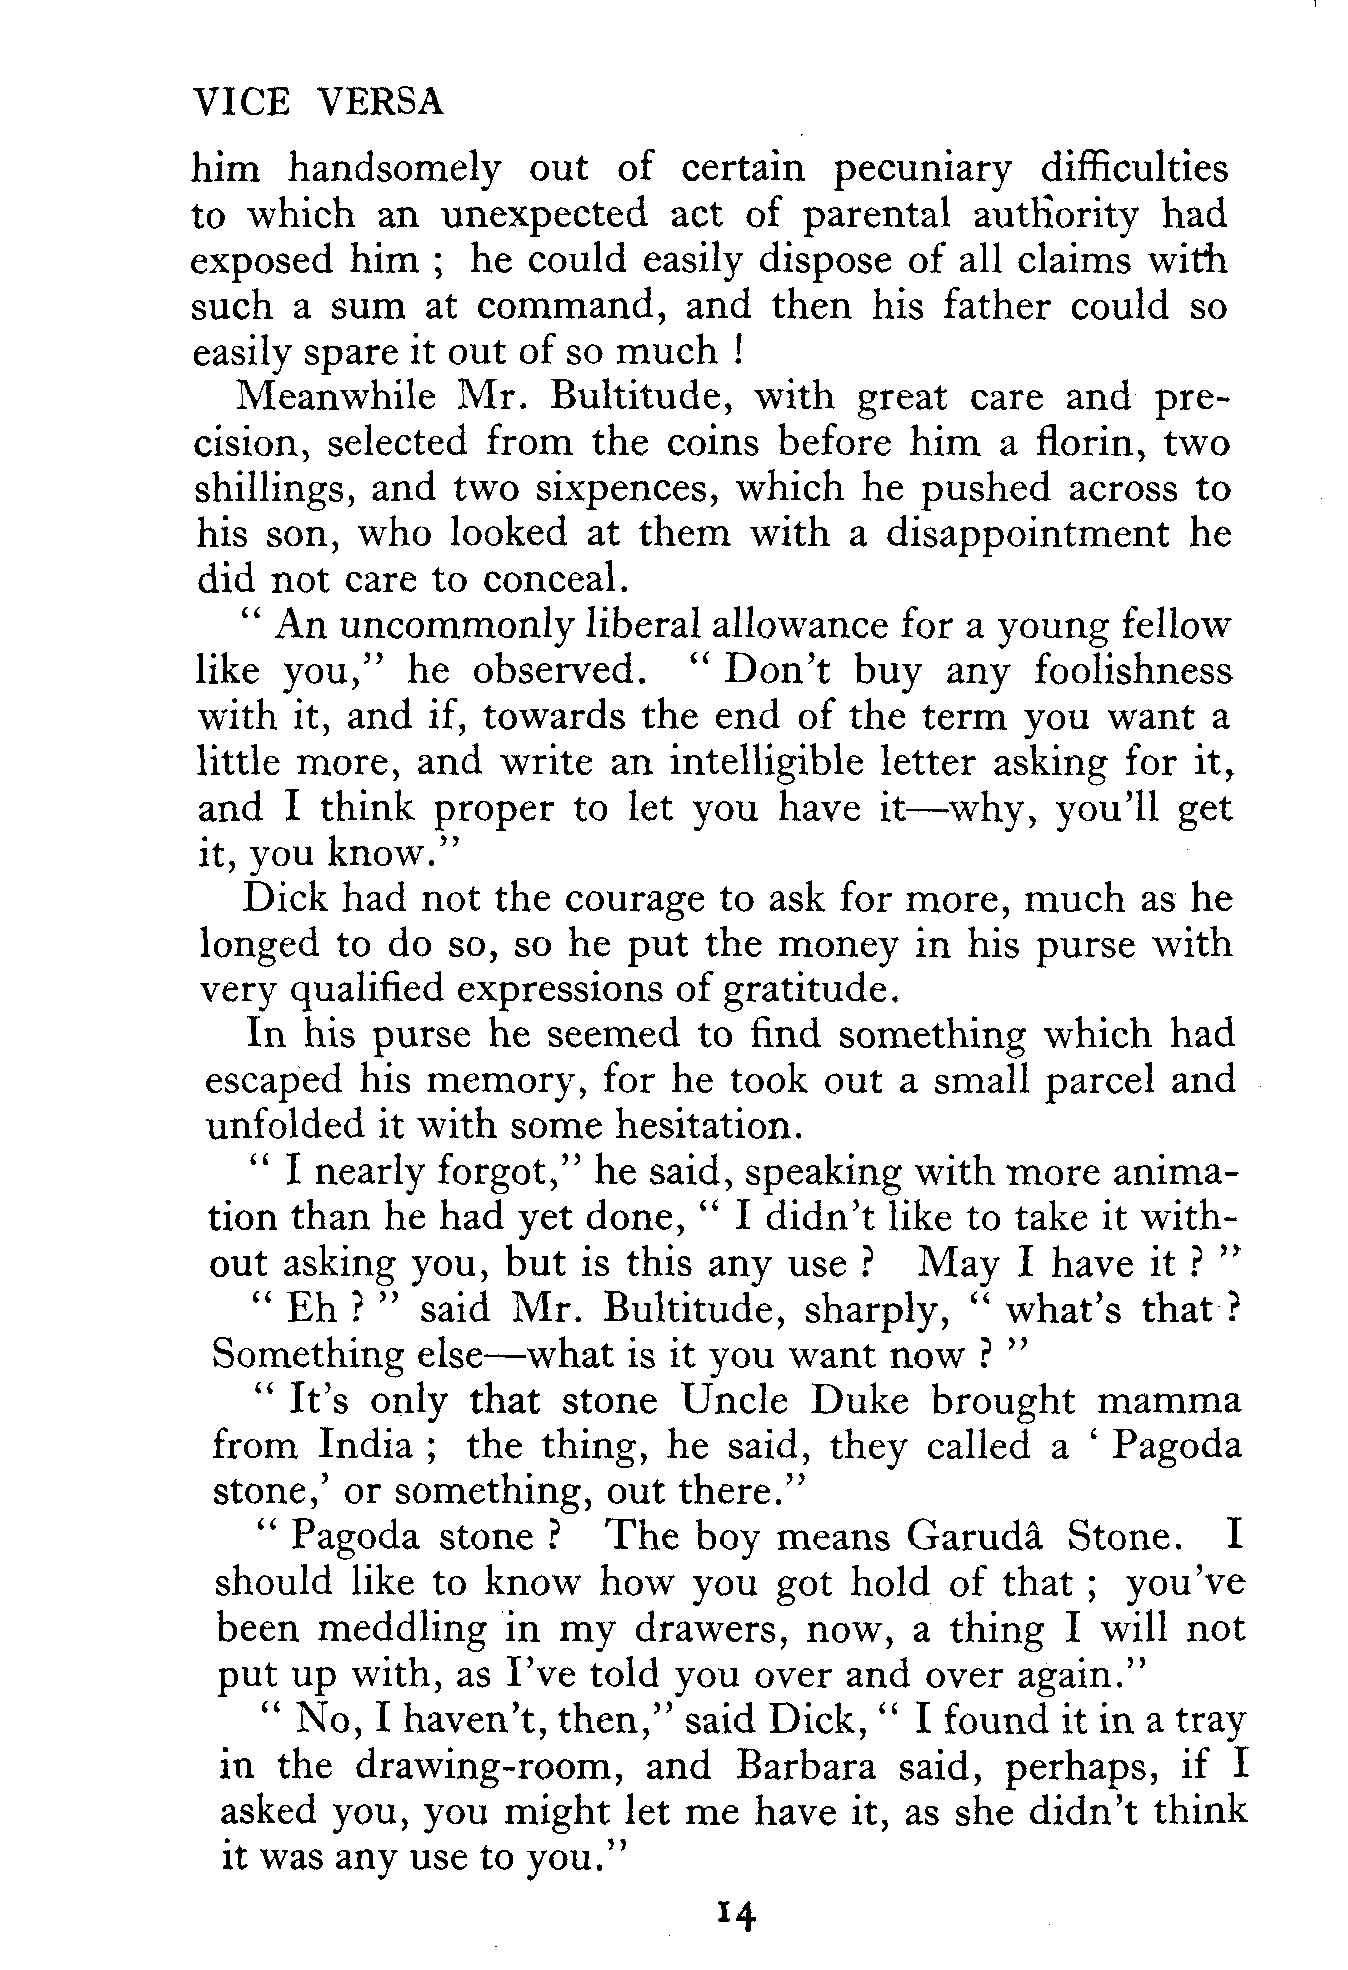 VICE VERSA
him handsomely out of certain pecuniary difficulties
to which an unexpected act of parental authority had
exposed him ; he could easily dispose of all claims with
such a sum at command, and then his father could so
easily spare it out of so much !
Meanwhile Mr. Bultitude, with great care and pre-
cision, selected from the coins before him a florin, two
shillings, and two sixpences, which he pushed across to
his son, who looked at them with a disappointment he
did not care to conceal.
“ An uncommonly liberal allowance for a young fellow
like you,” he observed. “ Don’t buy any foolishness
with it, and if, towards the end of the term you want a
little more, and write an intelligible letter asking for it,
and I think proper to let you have it—why, you’ll get
it, you know.”
Dick had not the courage to ask for more, much as he
longed to do so, so he put the money in his purse with
very qualified expressions of gratitude.
In his purse he seemed to find something which had
escaped his memory, for he took out a small parcel and
unfolded it with some hesitation.
“ I nearly forgot,” he said, speaking with more anima-
tion than he had yet done, “ I didn’t like to take it with-
out asking you, but is this any use ? May I have it ? ”
“ Eh ? ” said Mr. Bultitude, sharply, “ what’s that ?
Something else—what is it you want now ? ”
“ It’s only that stone Uncle Duke brought mamma
from India ; the thing, he said, they called a ‘ Pagoda
stone,’ or something, out there.”
“ Pagoda stone ? The boy means Garudâ Stone. I
should like to know how you got hold of that ; you’ve
been meddling in my drawers, now, a thing I will not
put up with, as I’ve told you over and over again.”
“ No, I haven’t, then,” said Dick, “ I found it in a tray
in the drawing-room, and Barbara said, perhaps, if I
asked you, you might let me have it, as she didn’t think
it was any use to you.”
14